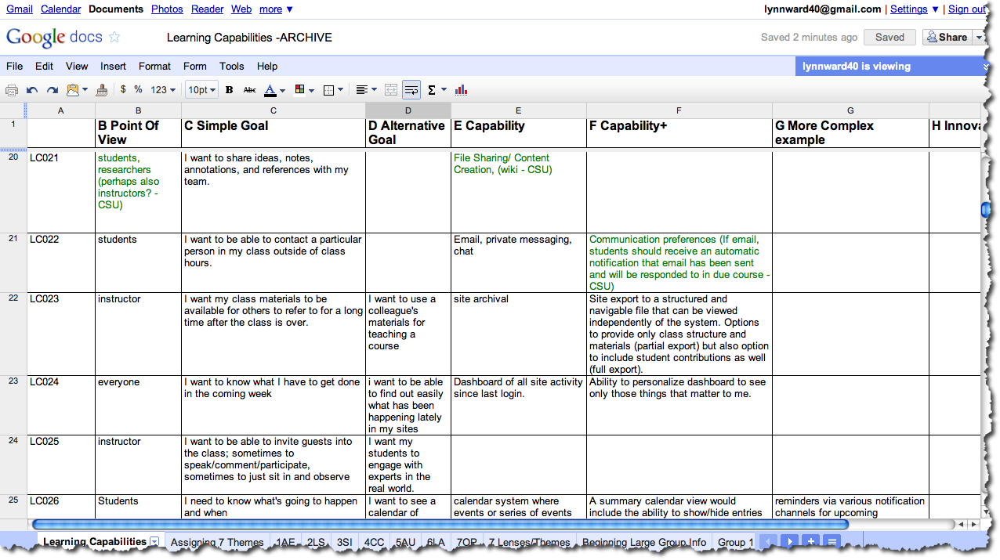 Gmail Calendar Documents Photos Reader Web more ▼ lynnward40@gmail.com | Settings ▼ | Sign out
Google docs Learning Capabilities -ARCHIVE Saved 2 minutes ago Saved Share
File Edit View Insert Format Form Tools Help lynnward40 is viewing
$ % 123 10pt B Abc A Σ
A B C D E F G
1 B Point Of View C Simple Goal D Alternative Goal E Capability F Capability+ G More Complex example H Innova
20 LC021
students,
researchers
(perhaps also
instructors? -
CSU)
I want to share ideas, notes,
annotations, and references with my
team.
File Sharing/ Content
Creation, (wiki - CSU)
21 LC022
students
I want to be able to contact a particular
person in my class outside of class
hours.
Email, private messaging,
chat
Communication preferences (If email,
students should receive an automatic
notification that email has been sent
and will be responded to in due course -
CSU)
22 LC023
instructor
I want my class materials to be
available for others to refer to for a long
time after the class is over.
I want to use a
colleague's
materials for
teaching a
course
site archival
Site export to a structured and
navigable file that can be viewed
independently of the system. Options
to provide only class structure and
materials (partial export) but also option
to include student contributions as well
(full export).
23 LC024
everyone
I want to know what I have to get done
in the coming week
i want to be able
to find out easily
what has been
happening lately
in my sites
Dashboard of all site activity
since last login.
Ability to personalize dashboard to see
only those things that matter to me.
24 LC025
instructor
I want to be able to invite guests into
the class; sometimes to
speak/comment/participate,
sometimes to just sit in and observe
I want my
students to
engage with
experts in the
real world.
25 LC026
Students
I need to know what's going to happen
and when
I want to see a
calendar of
calendar system where
events or series of events
A summary calendar view would
include the ability to show/hide entries
reminders via various notification
channels for upcoming
Learning Capabilities Assigning 7 Themes 1AE 2LS 3SI 4CC 5AU 6LA 7OP 7 Lenses/Themes Beginning Large Group Info Group 1